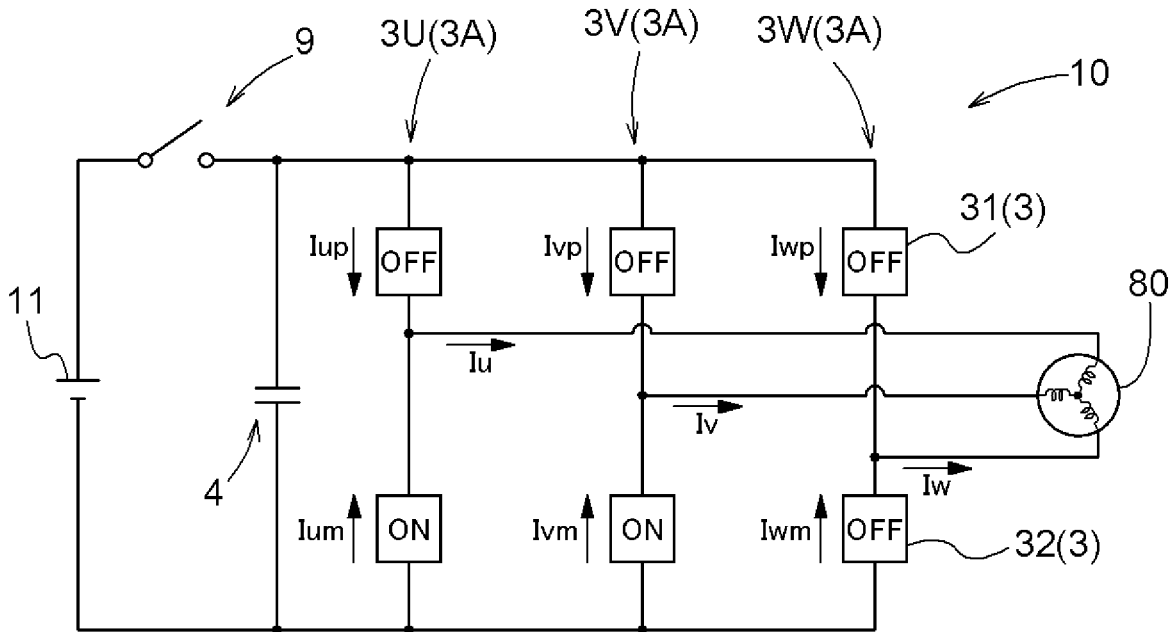 9
3U(3A)
3V(3A)
3W(3A)
10
Iup
OFF
Ivp
OFF
Iwp
OFF
31(3)
11
80
Iu
Iv
4
Iw
Ium
ON
Ivm
ON
Iwm
OFF
32(3)